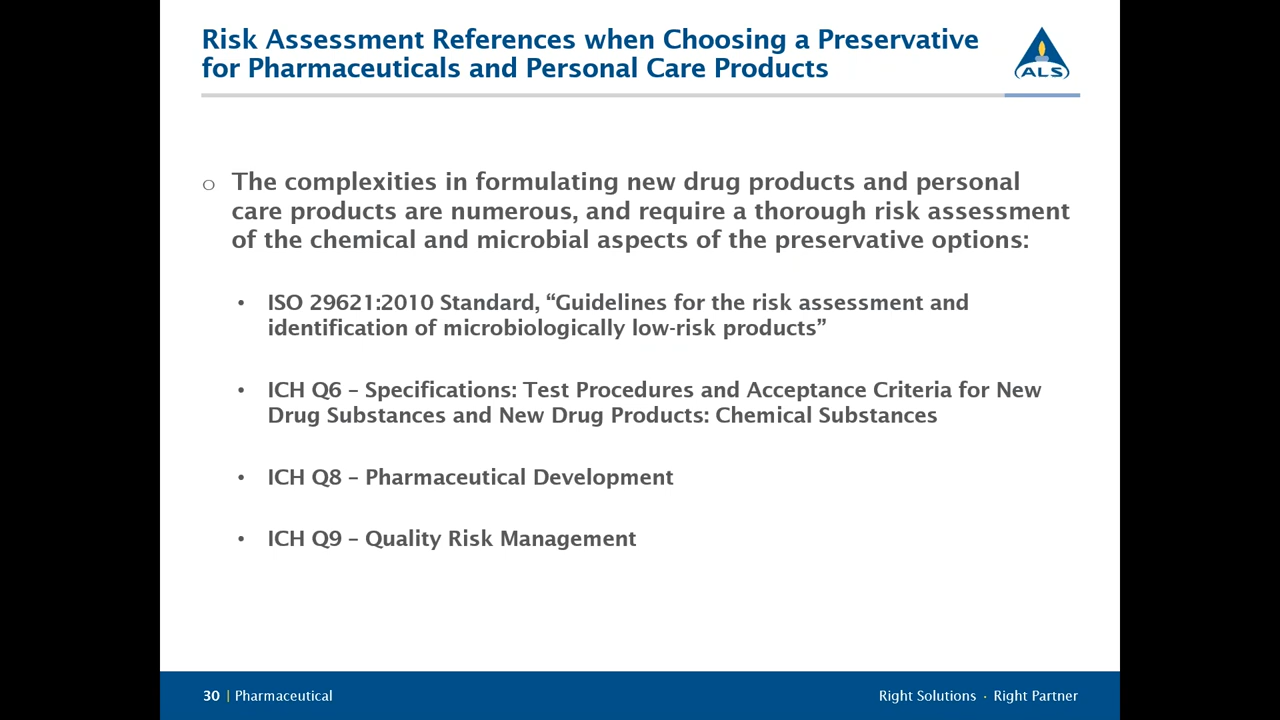 Risk Assessment References when Choosing a Preservative
for Pharmaceuticals and Personal Care Products
ALS
o The complexities in formulating new drug products and personal
care products are numerous, and require a thorough risk assessment
of the chemical and microbial aspects of the preservative options:
• ISO 29621:2010 Standard, “Guidelines for the risk assessment and
identification of microbiologically low-risk products”
• ICH Q6 – Specifications: Test Procedures and Acceptance Criteria for New
Drug Substances and New Drug Products: Chemical Substances
• ICH Q8 – Pharmaceutical Development
• ICH Q9 – Quality Risk Management
30 | Pharmaceutical
Right Solutions · Right Partner